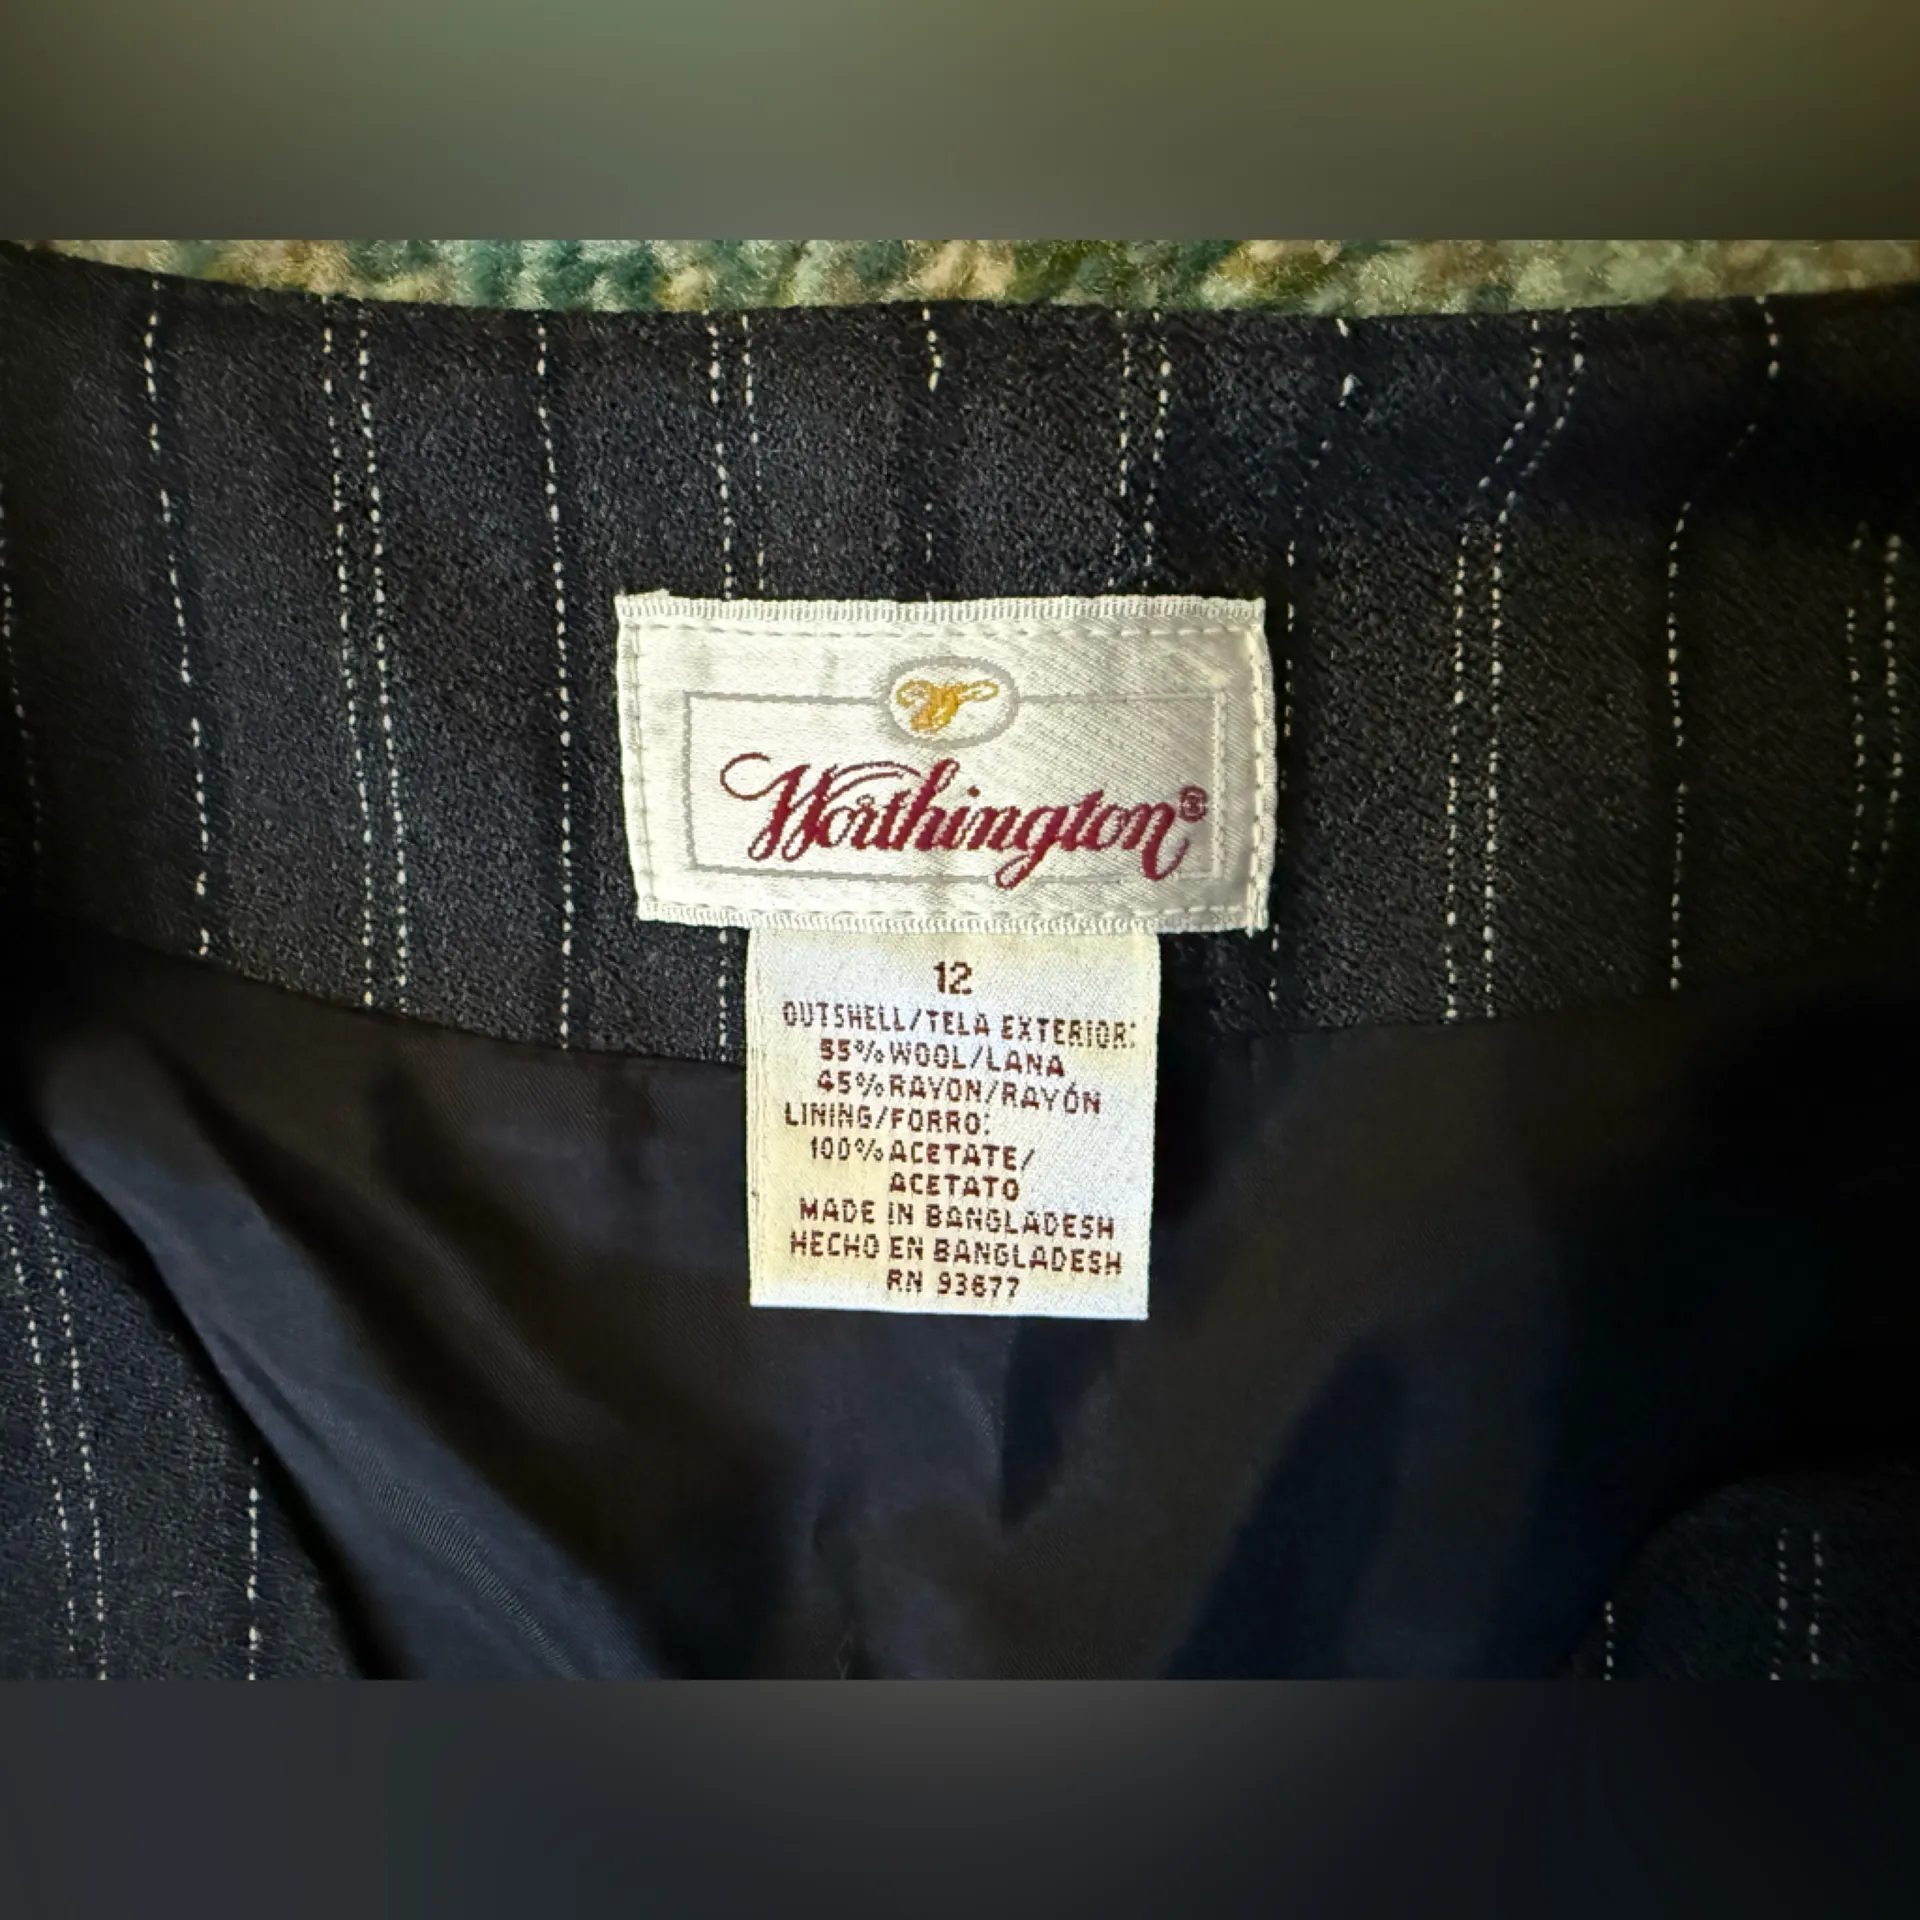 Worthington®
12
OUTSHELL/TELA EXTERIOR:
55% WOOL/LANA
45% RAYON/RAYÓN
LINING/FORRO:
100% ACETATE/
ACETATO
MADE IN BANGLADESH
HECHO EN BANGLADESH
RN 93677